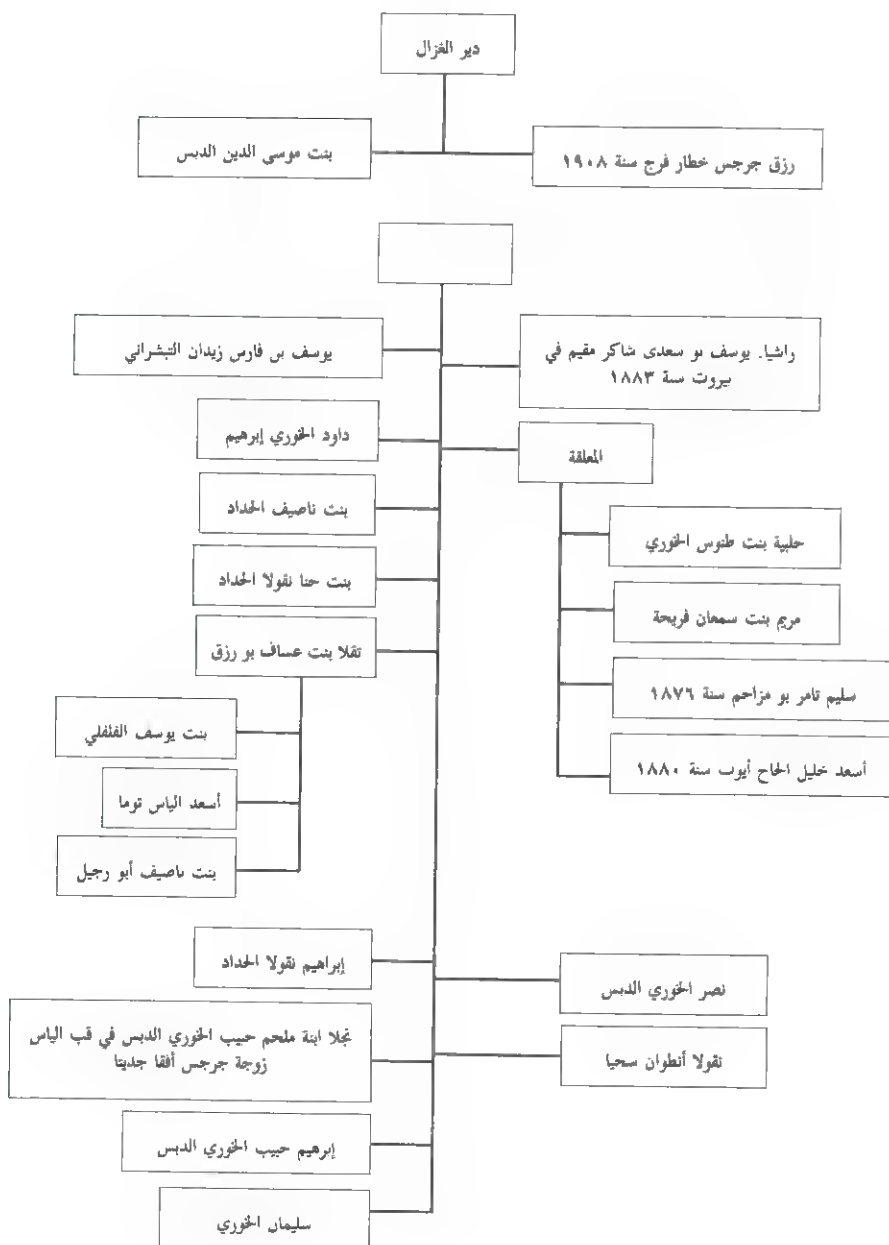 دير الغزال
رزق جرجس خطار فرج سنة ١٩٠٨
بنت موسى الدين الدبس
راشيا. يوسف بو سعدى شاكر مقيم في
بيروت سنة ١٨٨٣
يوسف بن فارس زيدان التبشراني
داود الخوري إبرهيم
المعلقة
بنت ناصيف الحداد
حلبية بنت طنوس الخوري
بنت حنا نقولا الحداد
مريم بنت سمعان فريحة
تقلا بنت عساف بو رزق
سليم تامر بو مزاحم سنة ١٨٧٦
بنت يوسف الفلفلي
أسعد خليل الحاج أيوب سنة ١٨٨٠
أسعد الياس توما
بنت ناصيف أبو رجيل
إبراهيم نقولا الحداد
نصر الخوري الدبس
نجلا ابنة ملحم حبيب الخوري الدبس في قب الياس
زوجة جرجس أفقا جديتا
نقولا أنطوان سحيا
إبرهيم حبيب الخوري الدبس
سليمان الخوري